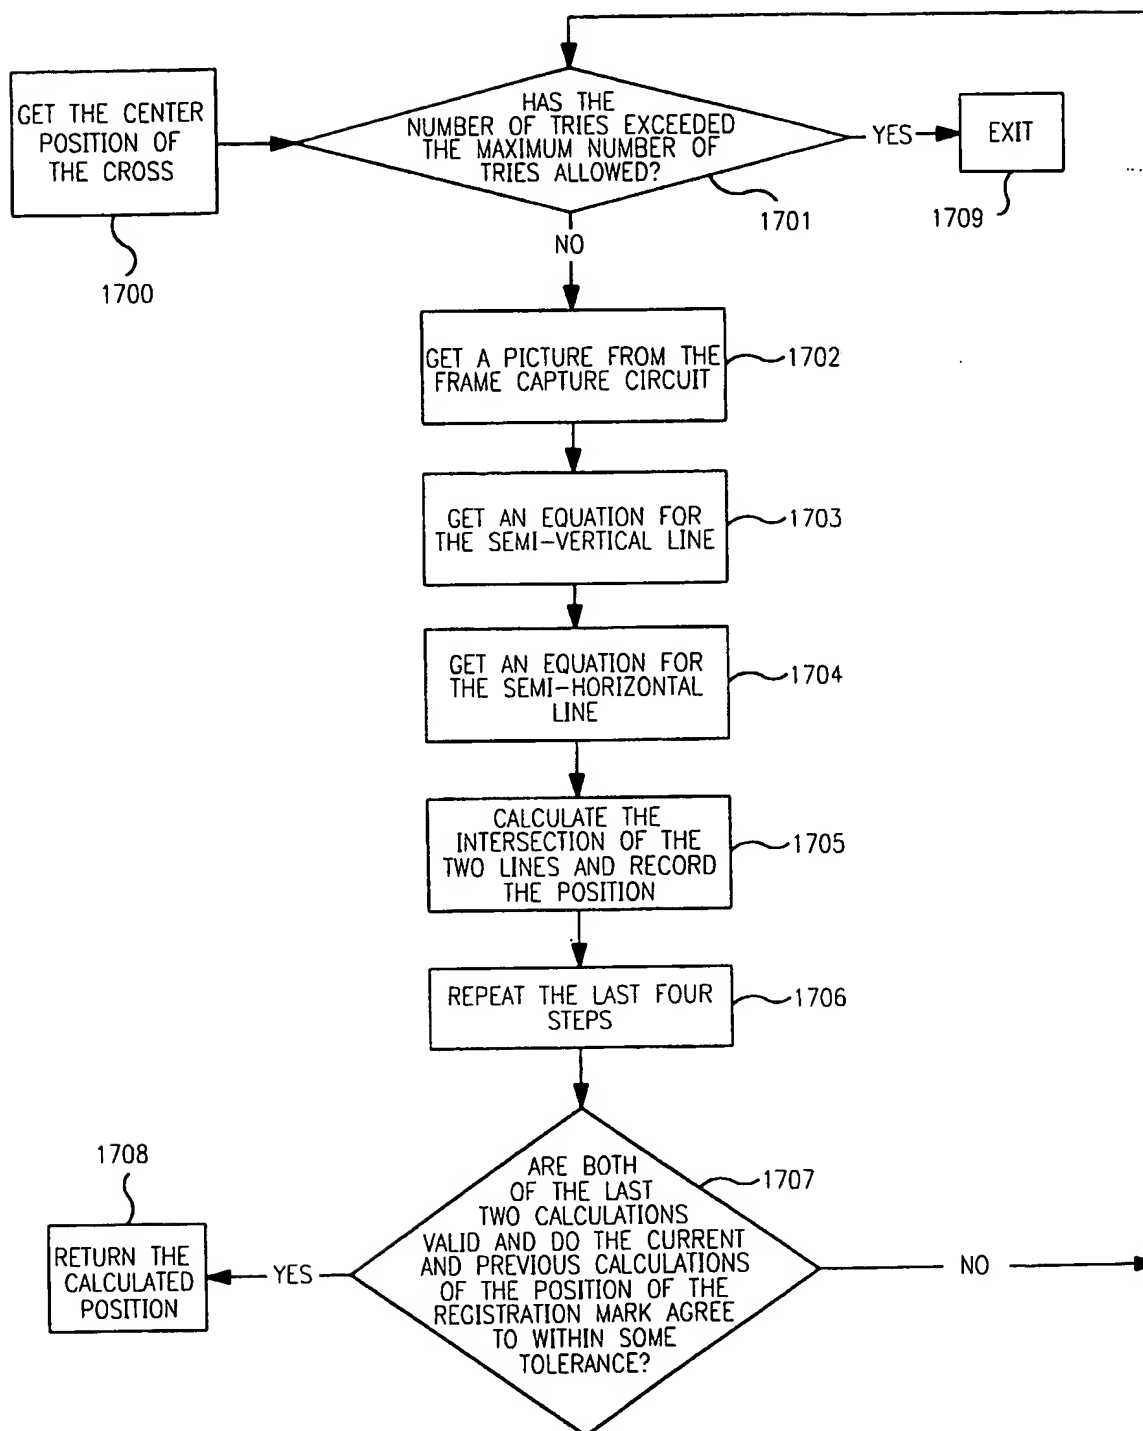 GET THE CENTER
POSITION OF
THE CROSS
1700
HAS THE
NUMBER OF TRIES EXCEEDED
THE MAXIMUM NUMBER OF
TRIES ALLOWED?
1701
YES
EXIT
1709
NO
GET A PICTURE FROM THE
FRAME CAPTURE CIRCUIT
1702
GET AN EQUATION FOR
THE SEMI-VERTICAL LINE
1703
GET AN EQUATION FOR
THE SEMI-HORIZONTAL
LINE
1704
CALCULATE THE
INTERSECTION OF THE
TWO LINES AND RECORD
THE POSITION
1705
REPEAT THE LAST FOUR
STEPS
1706
ARE BOTH
OF THE LAST
TWO CALCULATIONS
VALID AND DO THE CURRENT
AND PREVIOUS CALCULATIONS
OF THE POSITION OF THE
REGISTRATION MARK AGREE
TO WITHIN SOME
TOLERANCE?
1707
YES
NO
1708
RETURN THE
CALCULATED
POSITION